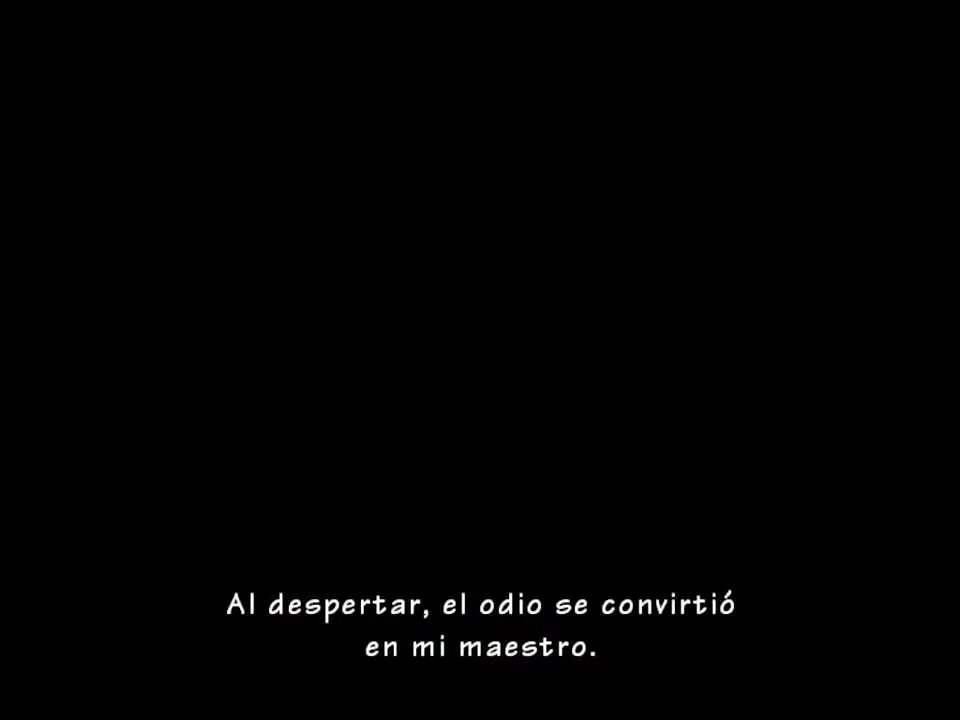 Al despertar, el odio se convirtió
en mi maestro.